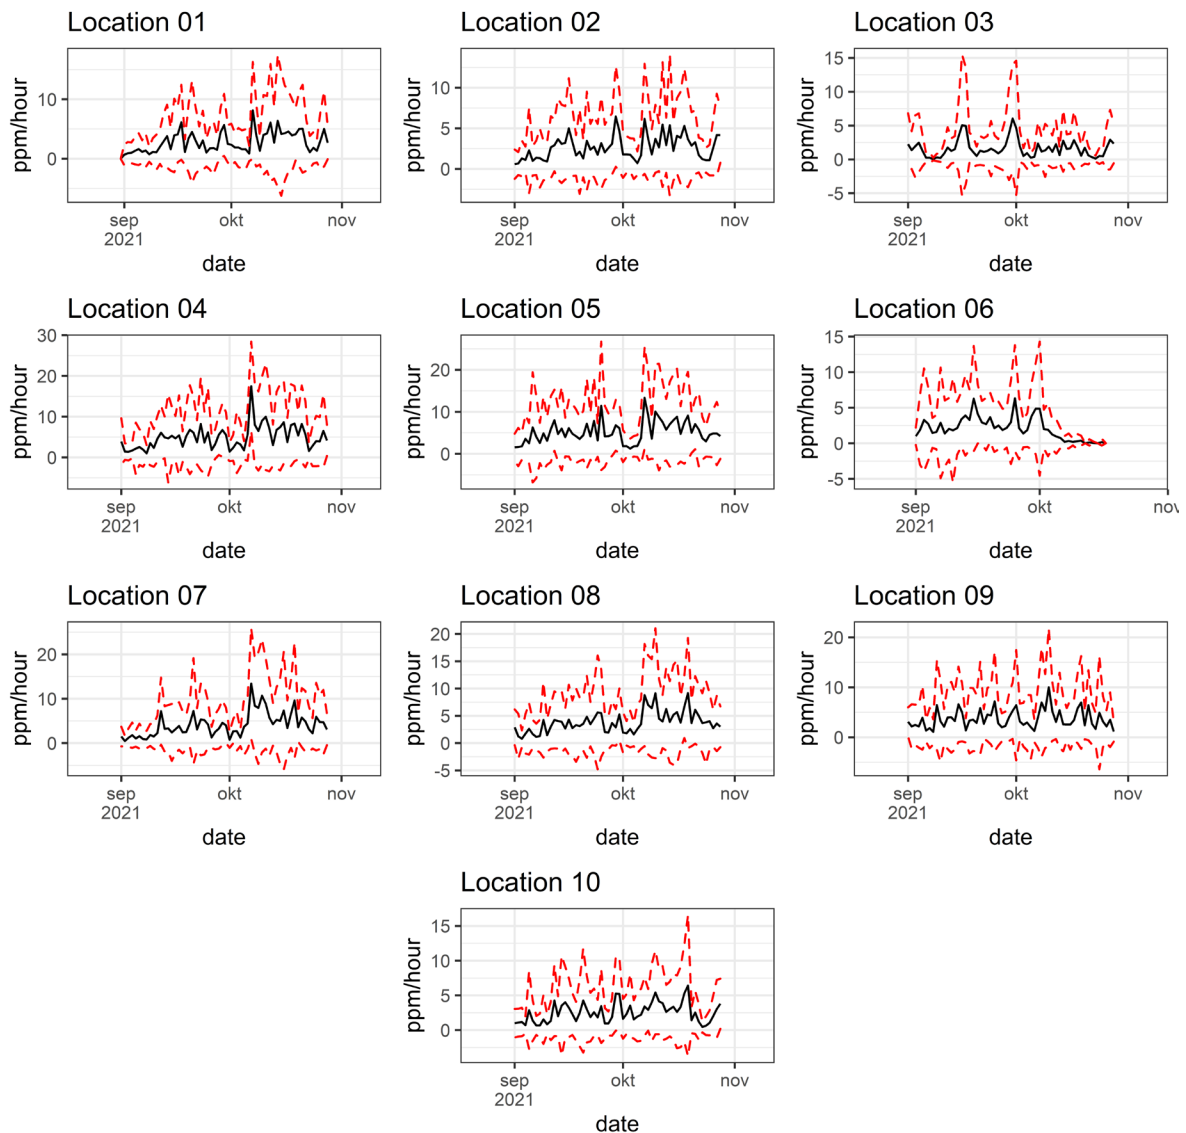 Location 01
10
0
ppm/hour
sep
2021
okt
nov
date
Location 02
10
5
0
ppm/hour
sep
2021
okt
nov
date
Location 03
15
10
5
0
-5
ppm/hour
sep
2021
okt
nov
date
Location 04
30
20
10
0
ppm/hour
sep
2021
okt
nov
date
Location 05
20
10
0
ppm/hour
sep
2021
okt
nov
date
Location 06
15
10
5
0
-5
ppm/hour
sep
2021
okt
nov
date
Location 07
20
10
0
ppm/hour
sep
2021
okt
nov
date
Location 08
20
15
10
5
0
-5
ppm/hour
sep
2021
okt
nov
date
Location 09
20
10
0
ppm/hour
sep
2021
okt
nov
date
Location 10
15
10
5
0
ppm/hour
sep
2021
okt
nov
date